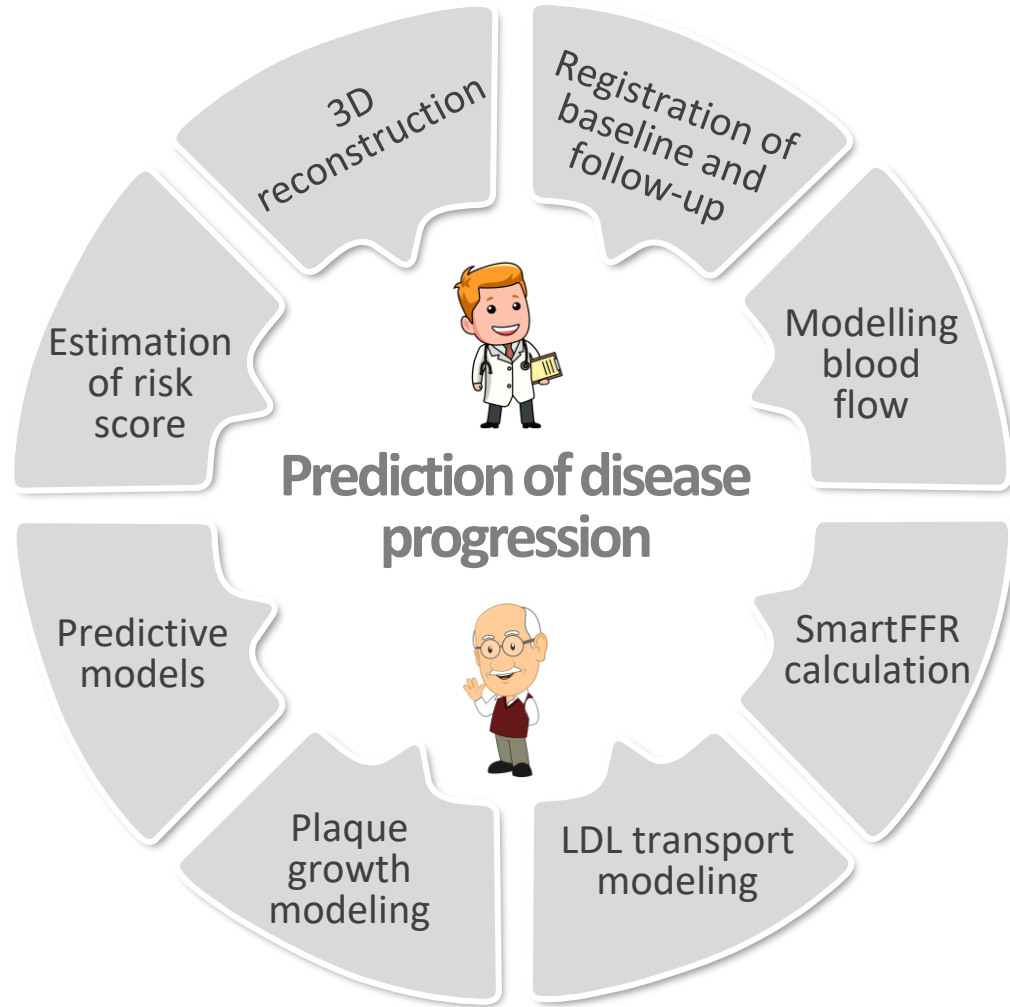 3D
reconstruction
Registration of
baseline and
follow-up
Modelling
blood
flow
SmartFFR
calculation
LDL transport
modeling
Plaque
growth
modeling
Predictive
models
Estimation
of risk
score
Prediction of disease
progression